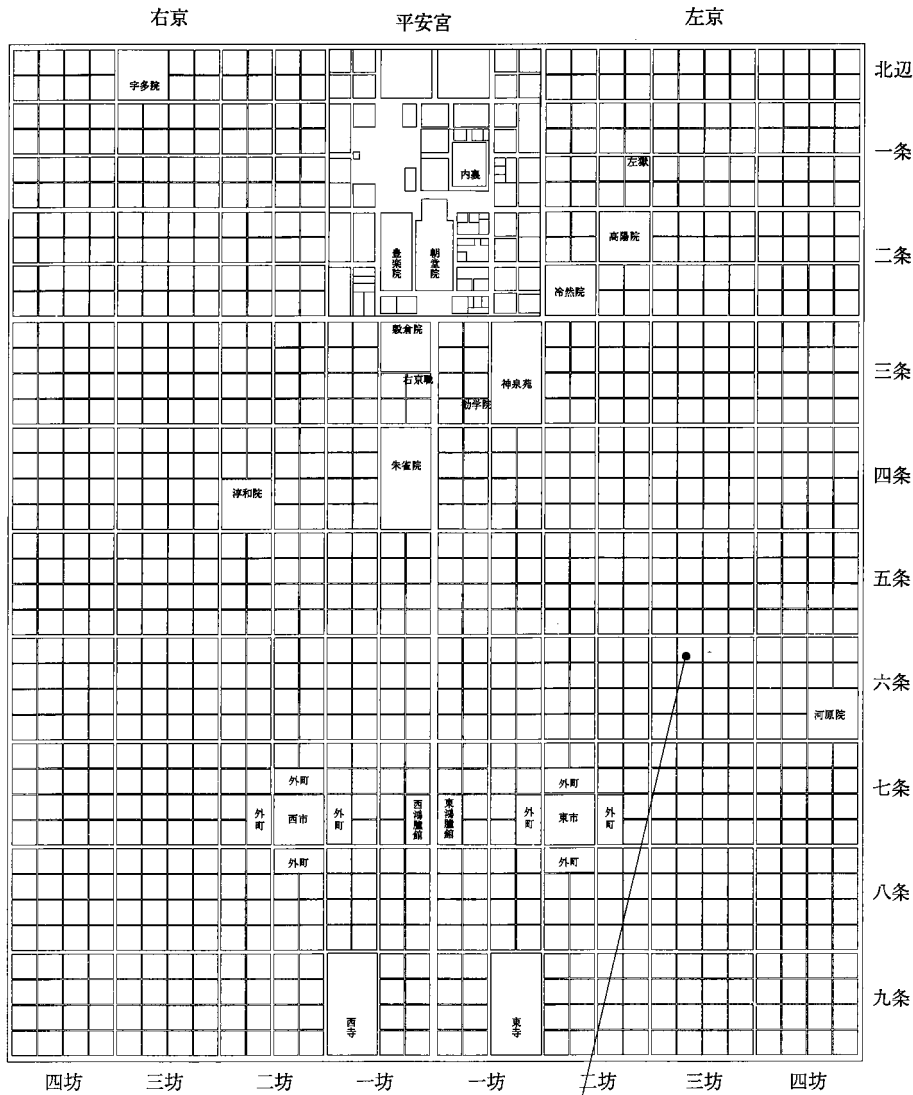 右京 平安宮 左京
北辺
宇多院
一条
左獄
内裏
二条
高陽院
豊楽院
朝堂院
冷然院
穀倉院
三条
右京職
神泉苑
勧学院
四条
朱雀院
淳和院
五条
六条
河原院
七条
外町 外町
外町 西市 外町 西鴻臚館 東鴻臚館 外町 東市 外町
外町 外町
八条
九条
西寺 東寺
四坊 三坊 二坊 一坊 一坊 二坊 三坊 四坊